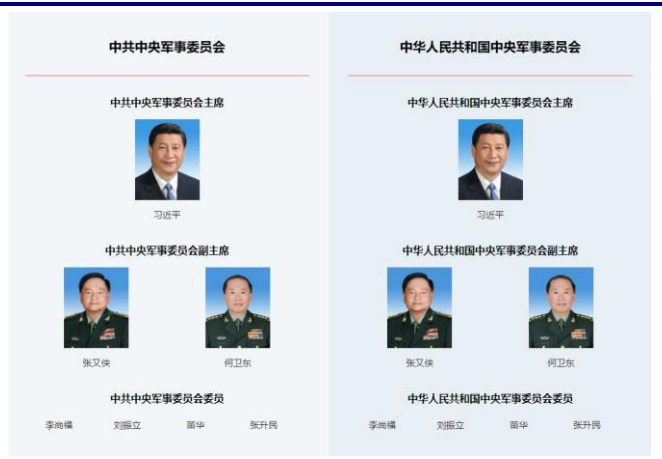 中共中央军事委员会
中共中央军事委员会主席
习近平
中共中央军事委员会副主席
张又侠 何卫东
中共中央军事委员会委员
李尚福 刘振立 苗华 张升民
中华人民共和国中央军事委员会
中华人民共和国中央军事委员会主席
习近平
中华人民共和国中央军事委员会副主席
张又侠 何卫东
中华人民共和国中央军事委员会委员
李尚福 刘振立 苗华 张升民